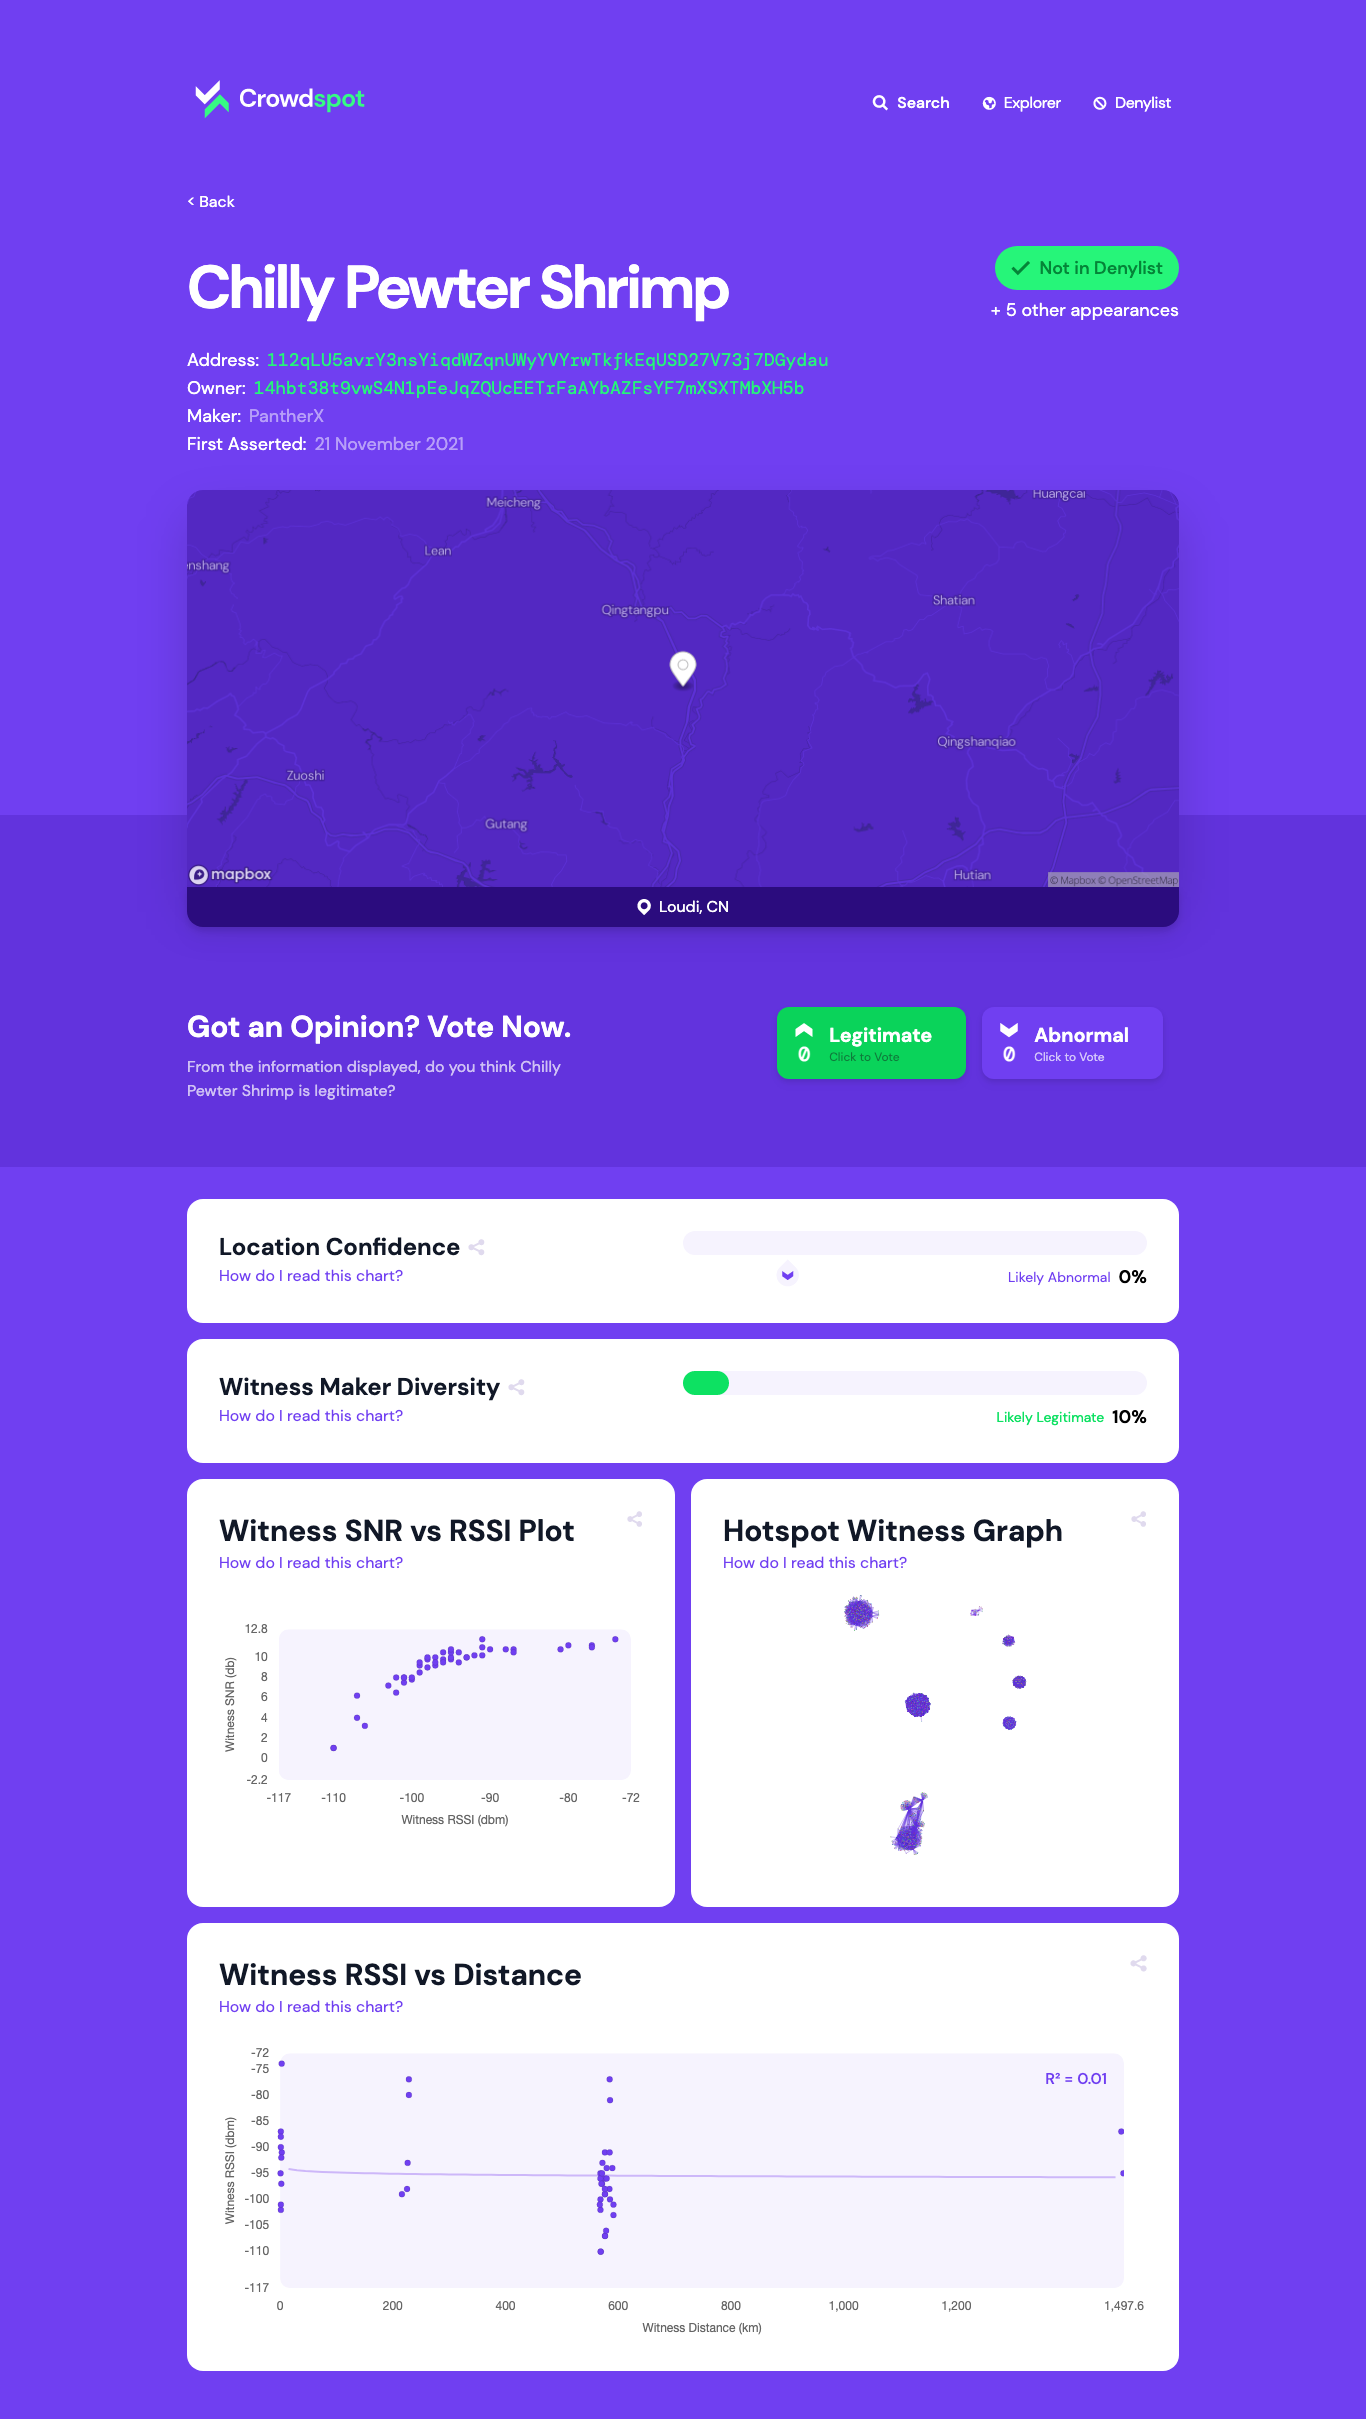 Crowdspot
Search
Explorer
Denylist
< Back
Chilly Pewter Shrimp
Not in Denylist
+ 5 other appearances
Address: 112qLU5avrY3nsYiqdWZqnUWyYVYrwTkfkEqUSD27V73j7DGydau
Owner: 14hbt38t9vwS4N1pEeJqZQUcEETrFaAYbAZFsYF7mXSXTMbXH5b
Maker: PantherX
First Asserted: 21 November 2021
Meicheng
Huangcai
Lean
enshang
Qingtangpu
Shatian
Qingshanqiao
Zuoshi
Gutang
Hutian
mapbox
© Mapbox © OpenStreetMap
Loudi, CN
Got an Opinion? Vote Now.
From the information displayed, do you think Chilly
Pewter Shrimp is legitimate?
0
Legitimate
Click to Vote
0
Abnormal
Click to Vote
Location Confidence
How do I read this chart?
Likely Abnormal 0%
Witness Maker Diversity
How do I read this chart?
Likely Legitimate 10%
Witness SNR vs RSSI Plot
How do I read this chart?
Witness SNR (db)
12.8
10
8
6
4
2
0
-2.2
-117 -110 -100 -90 -80 -72
Witness RSSI (dbm)
Hotspot Witness Graph
How do I read this chart?
Witness RSSI vs Distance
How do I read this chart?
Witness RSSI (dbm)
-72
-75
-80
-85
-90
-95
-100
-105
-110
-117
R² = 0.01
0 200 400 600 800 1,000 1,200 1,497.6
Witness Distance (km)